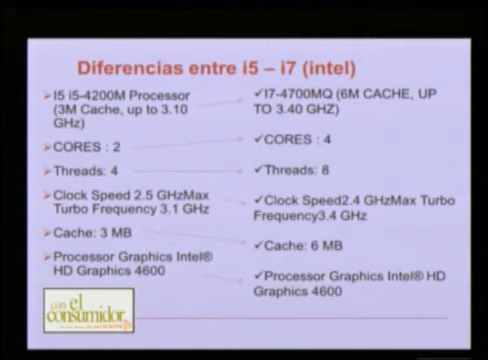 Diferencias entre i5 – i7 (intel)
I5 i5-4200M Processor
(3M Cache, up to 3.10
GHz)
CORES : 2
Threads: 4
Clock Speed 2.5 GHzMax
Turbo Frequency 3.1 GHz
Cache: 3 MB
Processor Graphics Intel®
HD Graphics 4600
I7-4700MQ (6M CACHE, UP
TO 3.40 GHZ)
CORES : 4
Threads: 8
Clock Speed2.4 GHzMax Turbo
Frequency3.4 GHz
Cache: 6 MB
Processor Graphics Intel® HD
Graphics 4600
con el
consumidor